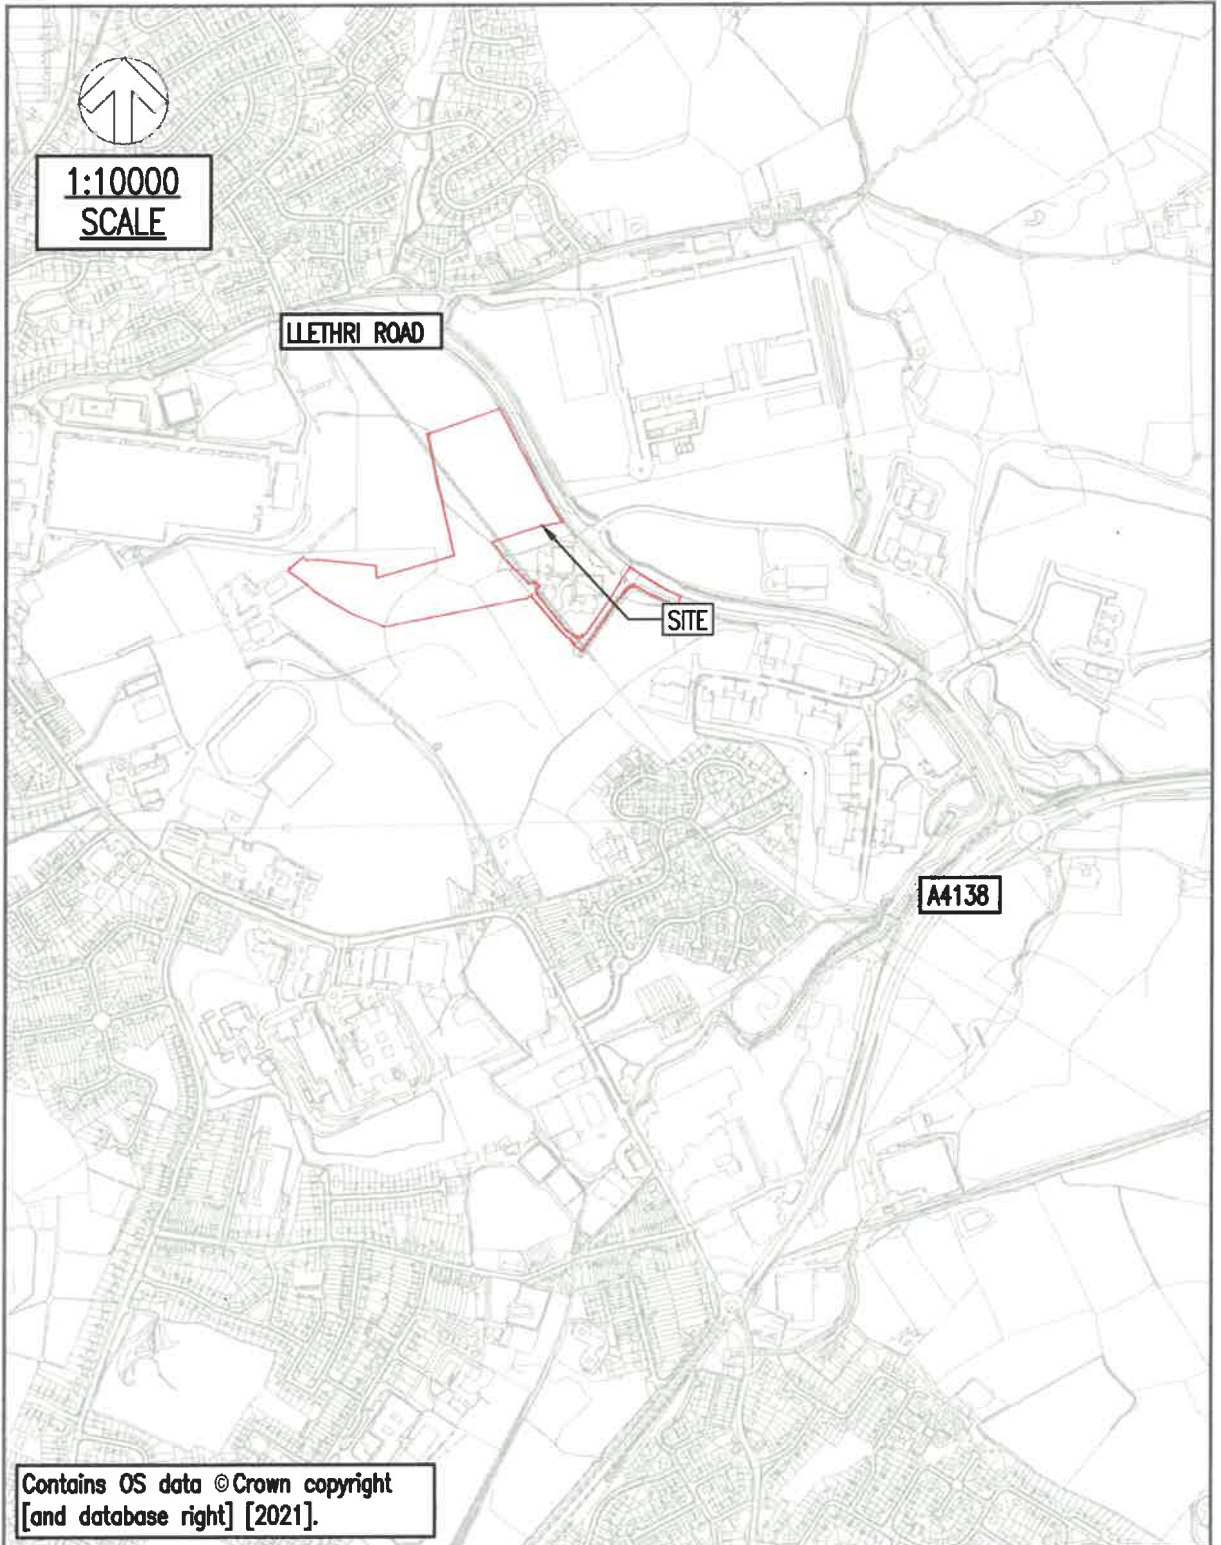 1:10000
SCALE
LLETHRI ROAD
SITE
A4138
Contains OS data © Crown copyright
[and database right] [2021].